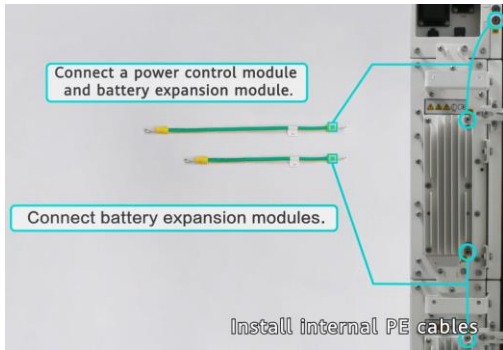 Connect a power control module
and battery expansion module.
Connect battery expansion modules.
Install internal PE cables